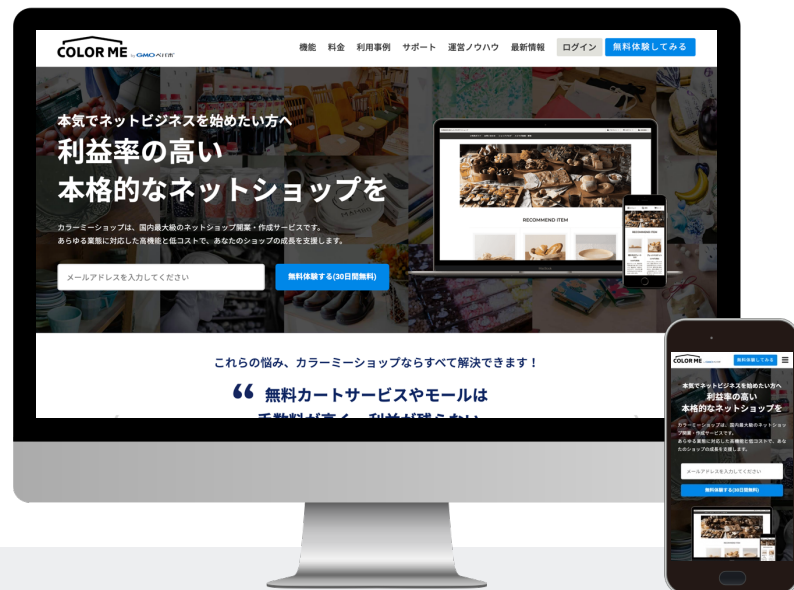 COLOR ME by GMOペパボ
機能 料金 利用事例 サポート 運営ノウハウ 最新情報 ログイン 無料体験してみる
本気でネットビジネスを始めたい方へ
利益率の高い
本格的なネットショップを
カラーミーショップは、国内最大級のネットショップ開業・作成サービスです。
あらゆる業態に対応した高機能と低コストで、あなたのショップの成長を支援します。
メールアドレスを入力してください
無料体験する(30日間無料)
RECOMMEND ITEM
これらの悩み、カラーミーショップならすべて解決できます！
“ 無料カートサービスやモールは
手数料が高く、利益が残らない
COLOR ME
無料体験してみる
本気でネットビジネスを始めたい方へ
利益率の高い
本格的なネットショップを
カラーミーショップは、国内最大級のネットショッ
プ開業・作成サービスです。
あらゆる業態に対応した高機能と低コストで、あな
たのショップの成長を支援します。
メールアドレスを入力してください
無料体験する(30日間無料)